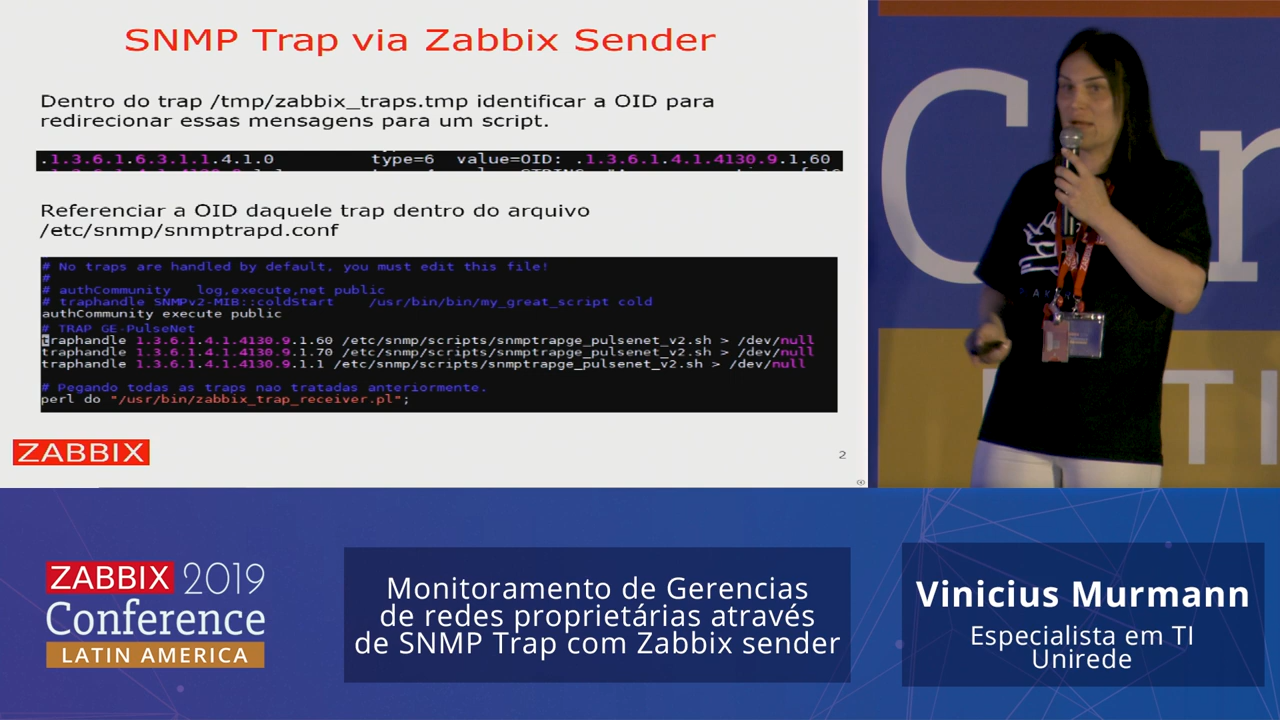 SNMP Trap via Zabbix Sender
Dentro do trap /tmp/zabbix_traps.tmp identificar a OID para
redirecionar essas mensagens para um script.
.1.3.6.1.6.3.1.1.4.1.0 type=6 value=OID: .1.3.6.1.4.1.4130.9.1.60
Referenciar a OID daquele trap dentro do arquivo
/etc/snmp/snmptrapd.conf
# No traps are handled by default, you must edit this file!
#
# authCommunity log,execute,net public
# traphandle SNMPv2-MIB::coldStart /usr/bin/bin/my_great_script cold
authCommunity execute public
# TRAP GE-PulseNet
traphandle 1.3.6.1.4.1.4130.9.1.60 /etc/snmp/scripts/snmptrapge_pulsenet_v2.sh > /dev/null
traphandle 1.3.6.1.4.1.4130.9.1.70 /etc/snmp/scripts/snmptrapge_pulsenet_v2.sh > /dev/null
traphandle 1.3.6.1.4.1.4130.9.1.1 /etc/snmp/scripts/snmptrapge_pulsenet_v2.sh > /dev/null
# Pegando todas as traps nao tratadas anteriormente.
perl do "/usr/bin/zabbix_trap_receiver.pl";
ZABBIX
2
ZABBIX 2019
Conference
LATIN AMERICA
Monitoramento de Gerencias
de redes proprietárias através
de SNMP Trap com Zabbix sender
Vinicius Murmann
Especialista em TI
Unirede